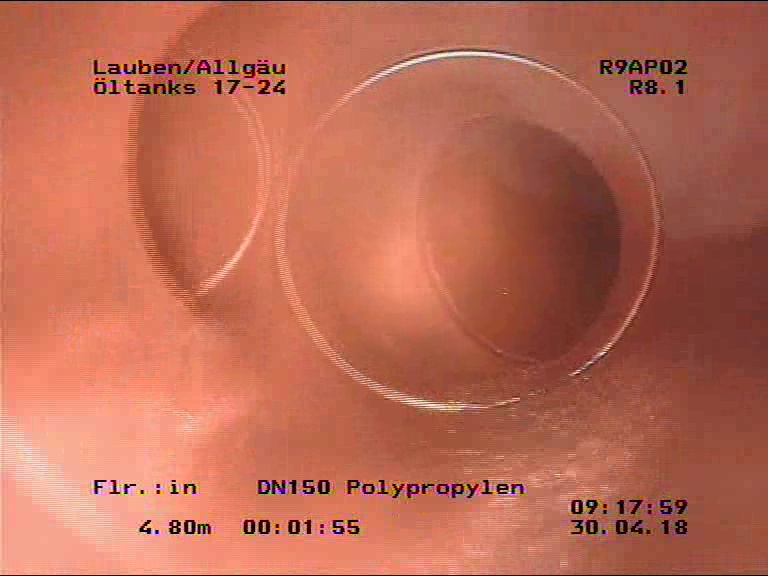 Lauben/Allgäu
Öltanks 17-24
R9AP02
R8.1
Flr.:in DN150 Polypropylen
09:17:59
4.80m 00:01:55
30.04.18